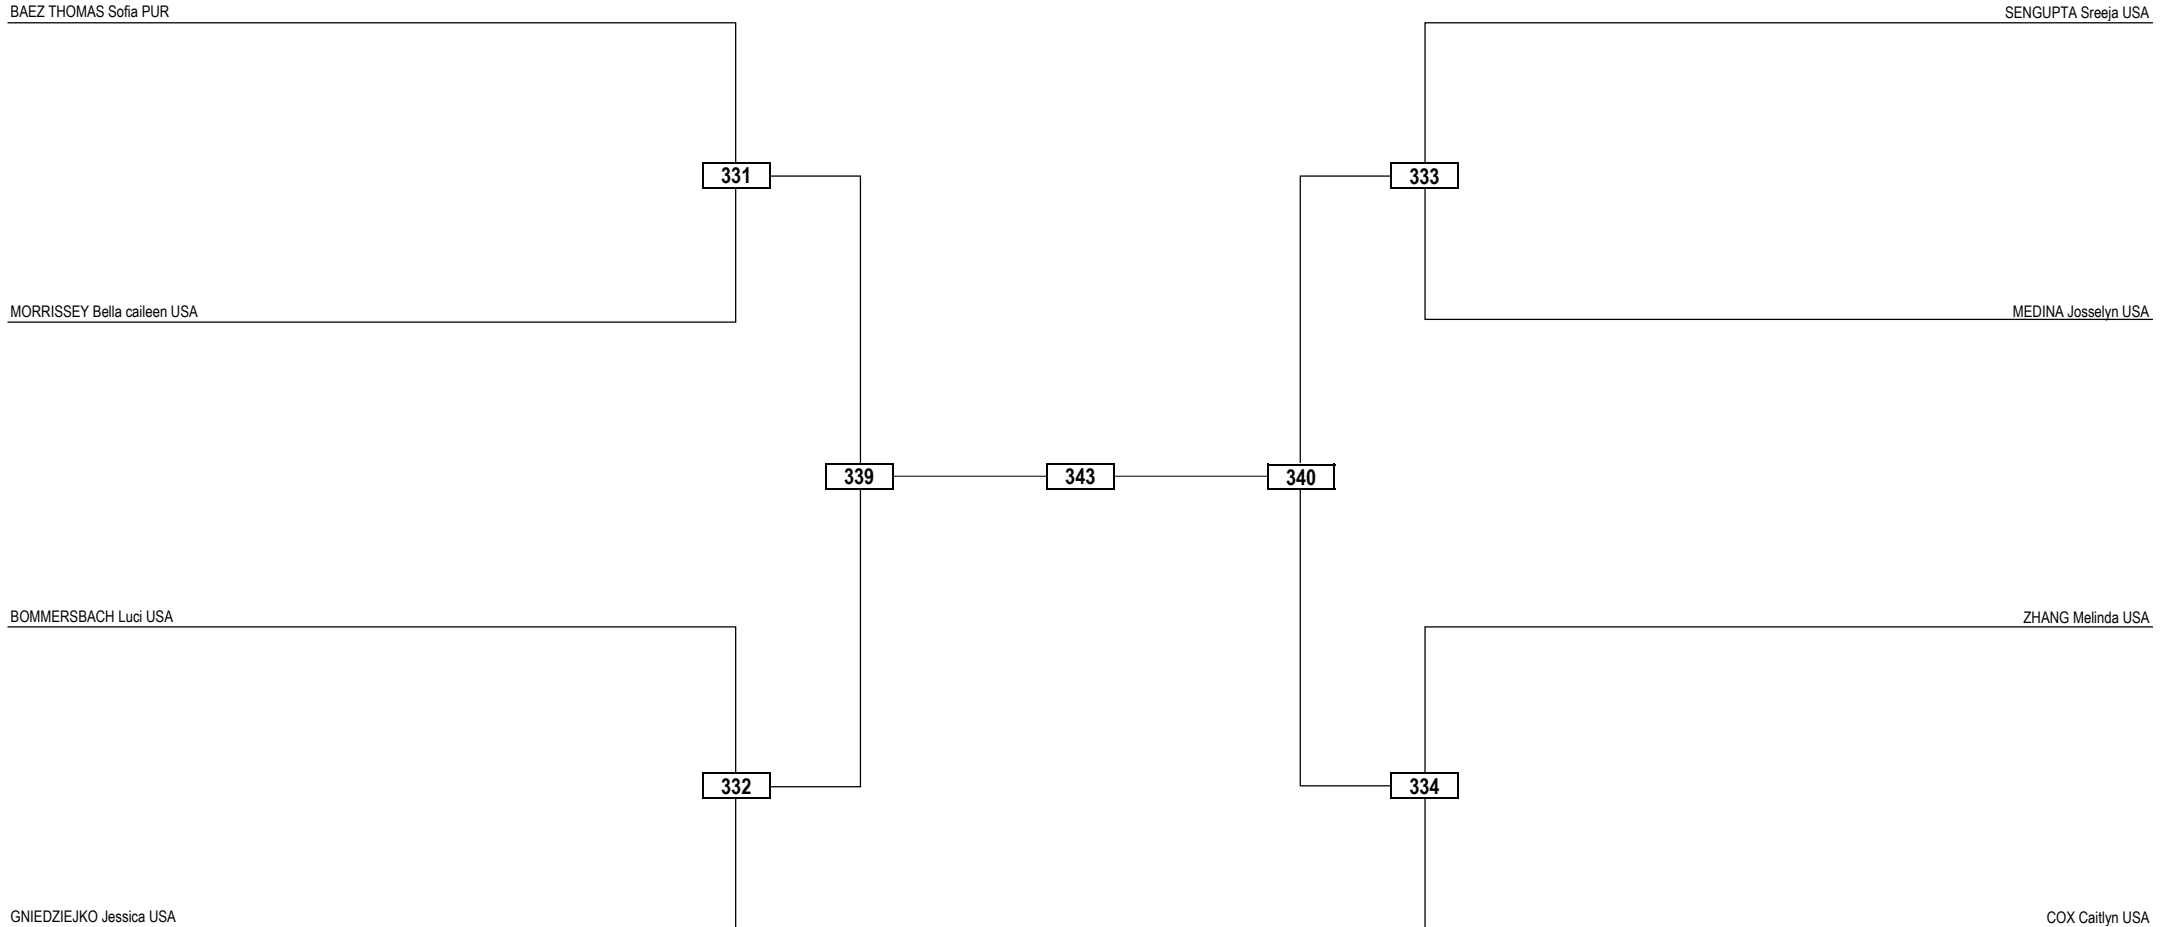 BAEZ THOMAS Sofia PUR
SENGUPTA Sreeja USA
331
333
MORRISSEY Bella caileen USA
MEDINA Josselyn USA
339
343
340
BOMMERSBACH Luci USA
ZHANG Melinda USA
332
334
GNIEDZIEJKO Jessica USA
COX Caitlyn USA